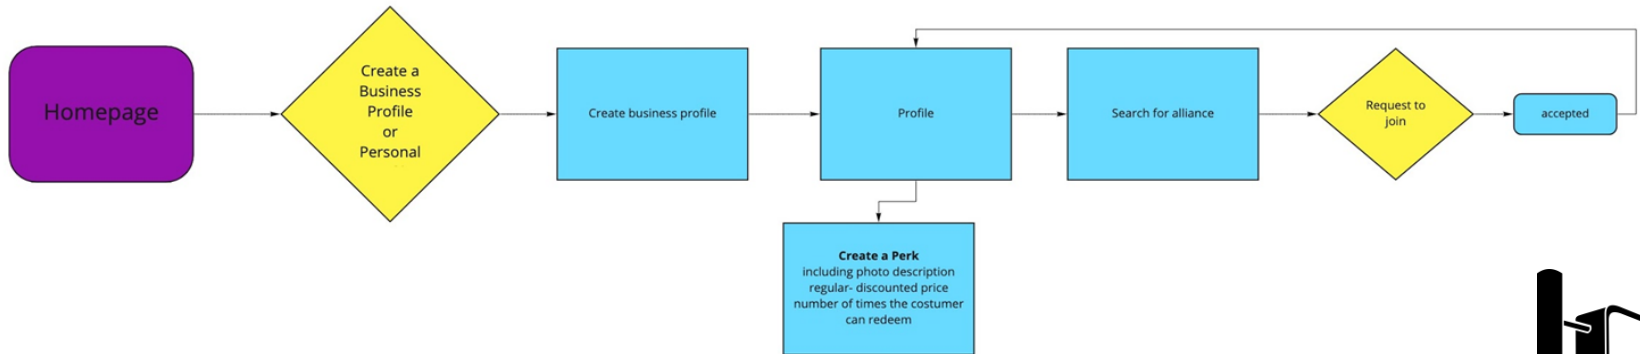 Homepage
Create a
Business
Profile
or
Personal
Create business profile
Profile
Search for alliance
Request to
join
accepted
Create a Perk
including photo description
regular- discounted price
number of times the costumer
can redeem